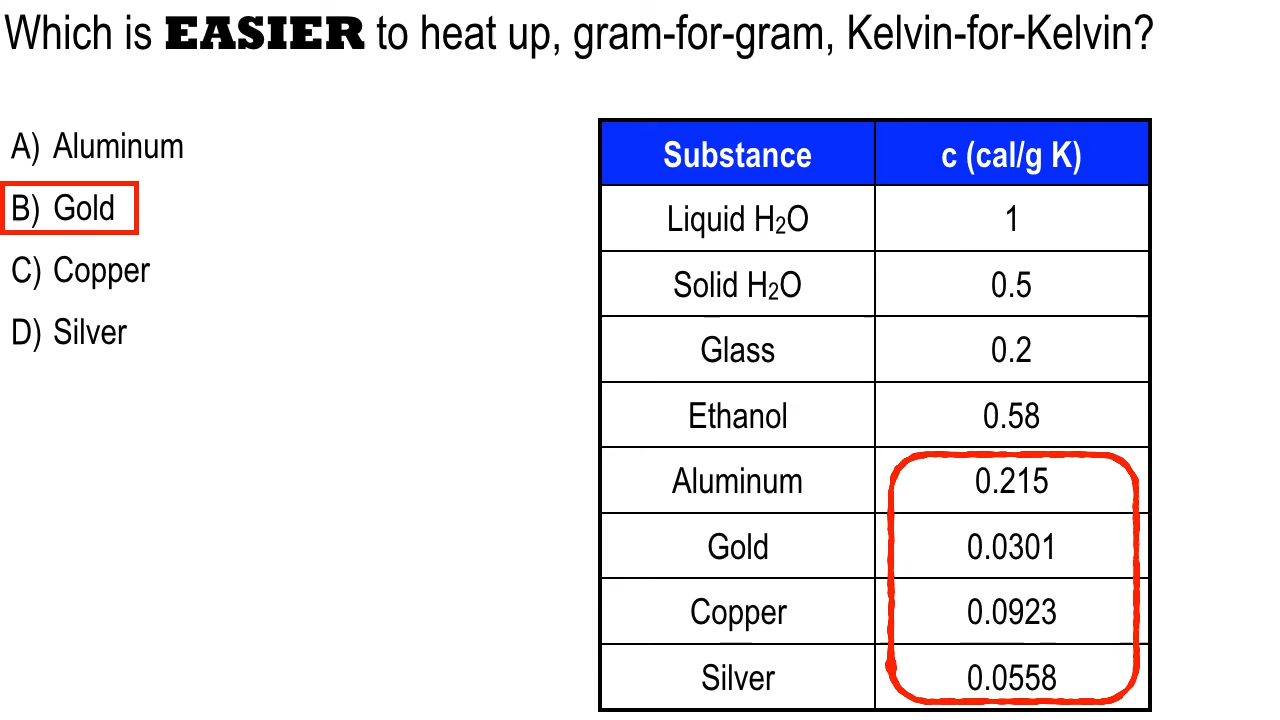 Which is EASIER to heat up, gram-for-gram, Kelvin-for-Kelvin?
A) Aluminum
B) Gold
C) Copper
D) Silver
Substance c (cal/g K)
Liquid H₂O 1
Solid H₂O 0.5
Glass 0.2
Ethanol 0.58
Aluminum 0.215
Gold 0.0301
Copper 0.0923
Silver 0.0558